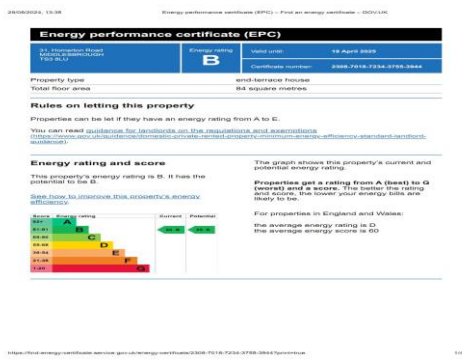 29/08/2023, 13:38
Energy performance certificate (EPC) – Find an energy certificate – GOV.UK
Energy performance certificate (EPC)
31, Homerton Road
MIDDLESBROUGH
TS3 8LU
Energy rating
B
Valid until:
18 April 2025
Certificate number:
2308-7018-7234-3758-3944
Property type
end-terrace house
Total floor area
84 square metres
Rules on letting this property
Properties can be let if they have an energy rating from A to E.
You can read guidance for landlords on the regulations and exemptions
(https://www.gov.uk/guidance/domestic-private-rented-property-minimum-energy-efficiency-standard-landlord-
guidance).
Energy rating and score
This property's energy rating is B. It has the
potential to be B.
See how to improve this property's energy
efficiency.
The graph shows this property's current and
potential energy rating.
Properties get a rating from A (best) to G
(worst) and a score. The better the rating
and score, the lower your energy bills are
likely to be.
For properties in England and Wales:
the average energy rating is D
the average energy score is 60
Score Energy rating Current Potential
92+ A
81-91 B
69-80 C
55-68 D
39-54 E
21-38 F
1-20 G
https://find-energy-certificate.service.gov.uk/energy-certificate/2308-7018-7234-3758-3944?print=true